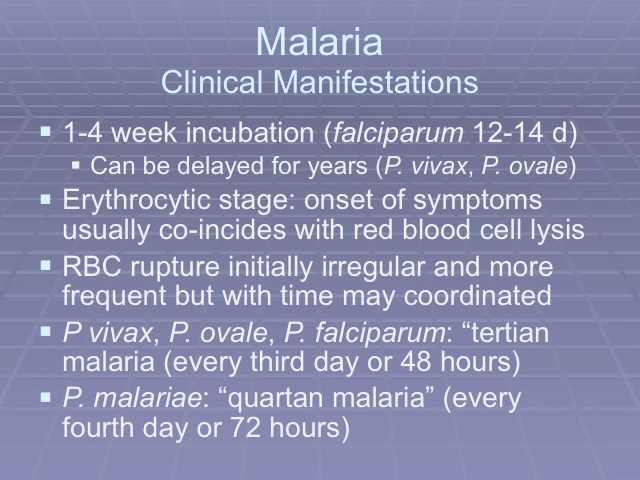 Malaria
Clinical Manifestations
▪ 1-4 week incubation (falciparum 12-14 d)
▪ Can be delayed for years (P. vivax, P. ovale)
▪ Erythrocytic stage: onset of symptoms
usually co-incides with red blood cell lysis
▪ RBC rupture initially irregular and more
frequent but with time may coordinated
▪ P vivax, P. ovale, P. falciparum: “tertian
malaria (every third day or 48 hours)
▪ P. malariae: “quartan malaria” (every
fourth day or 72 hours)